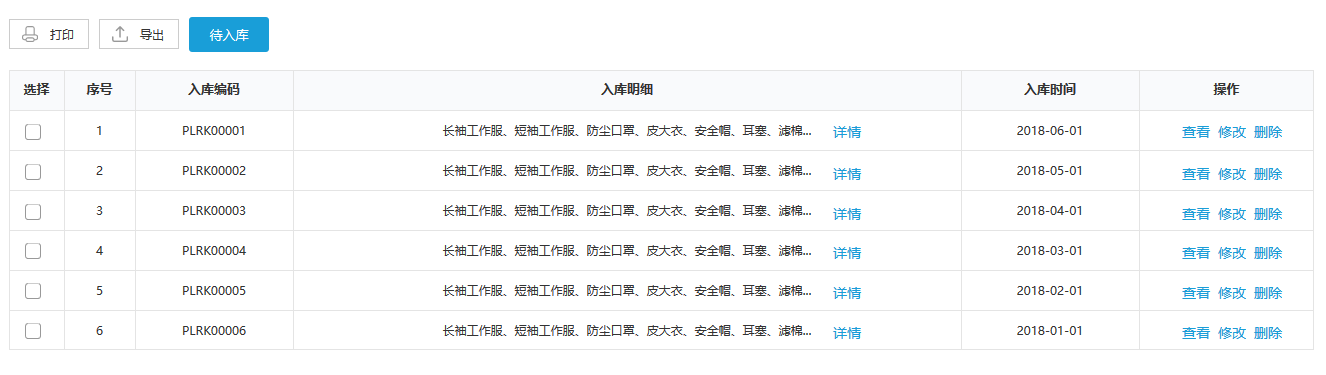 打印 导出 待入库
选择 序号 入库编码 入库明细 入库时间 操作
1 PLRK00001 长袖工作服、短袖工作服、防尘口罩、皮大衣、安全帽、耳塞、滤棉... 详情 2018-06-01 查看 修改 删除
2 PLRK00002 长袖工作服、短袖工作服、防尘口罩、皮大衣、安全帽、耳塞、滤棉... 详情 2018-05-01 查看 修改 删除
3 PLRK00003 长袖工作服、短袖工作服、防尘口罩、皮大衣、安全帽、耳塞、滤棉... 详情 2018-04-01 查看 修改 删除
4 PLRK00004 长袖工作服、短袖工作服、防尘口罩、皮大衣、安全帽、耳塞、滤棉... 详情 2018-03-01 查看 修改 删除
5 PLRK00005 长袖工作服、短袖工作服、防尘口罩、皮大衣、安全帽、耳塞、滤棉... 详情 2018-02-01 查看 修改 删除
6 PLRK00006 长袖工作服、短袖工作服、防尘口罩、皮大衣、安全帽、耳塞、滤棉... 详情 2018-01-01 查看 修改 删除